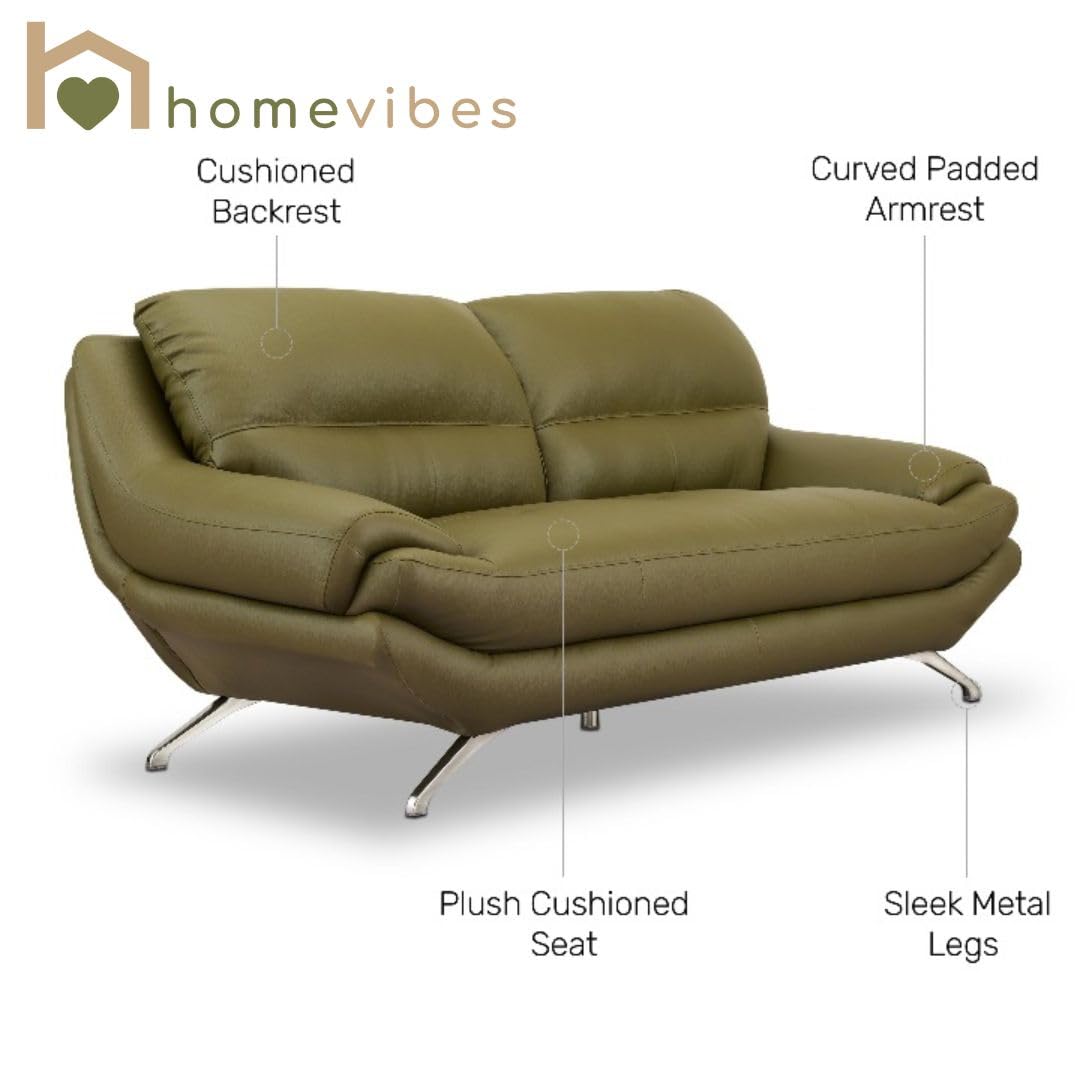 homevibes
Cushioned
Backrest
Curved Padded
Armrest
Plush Cushioned
Seat
Sleek Metal
Legs